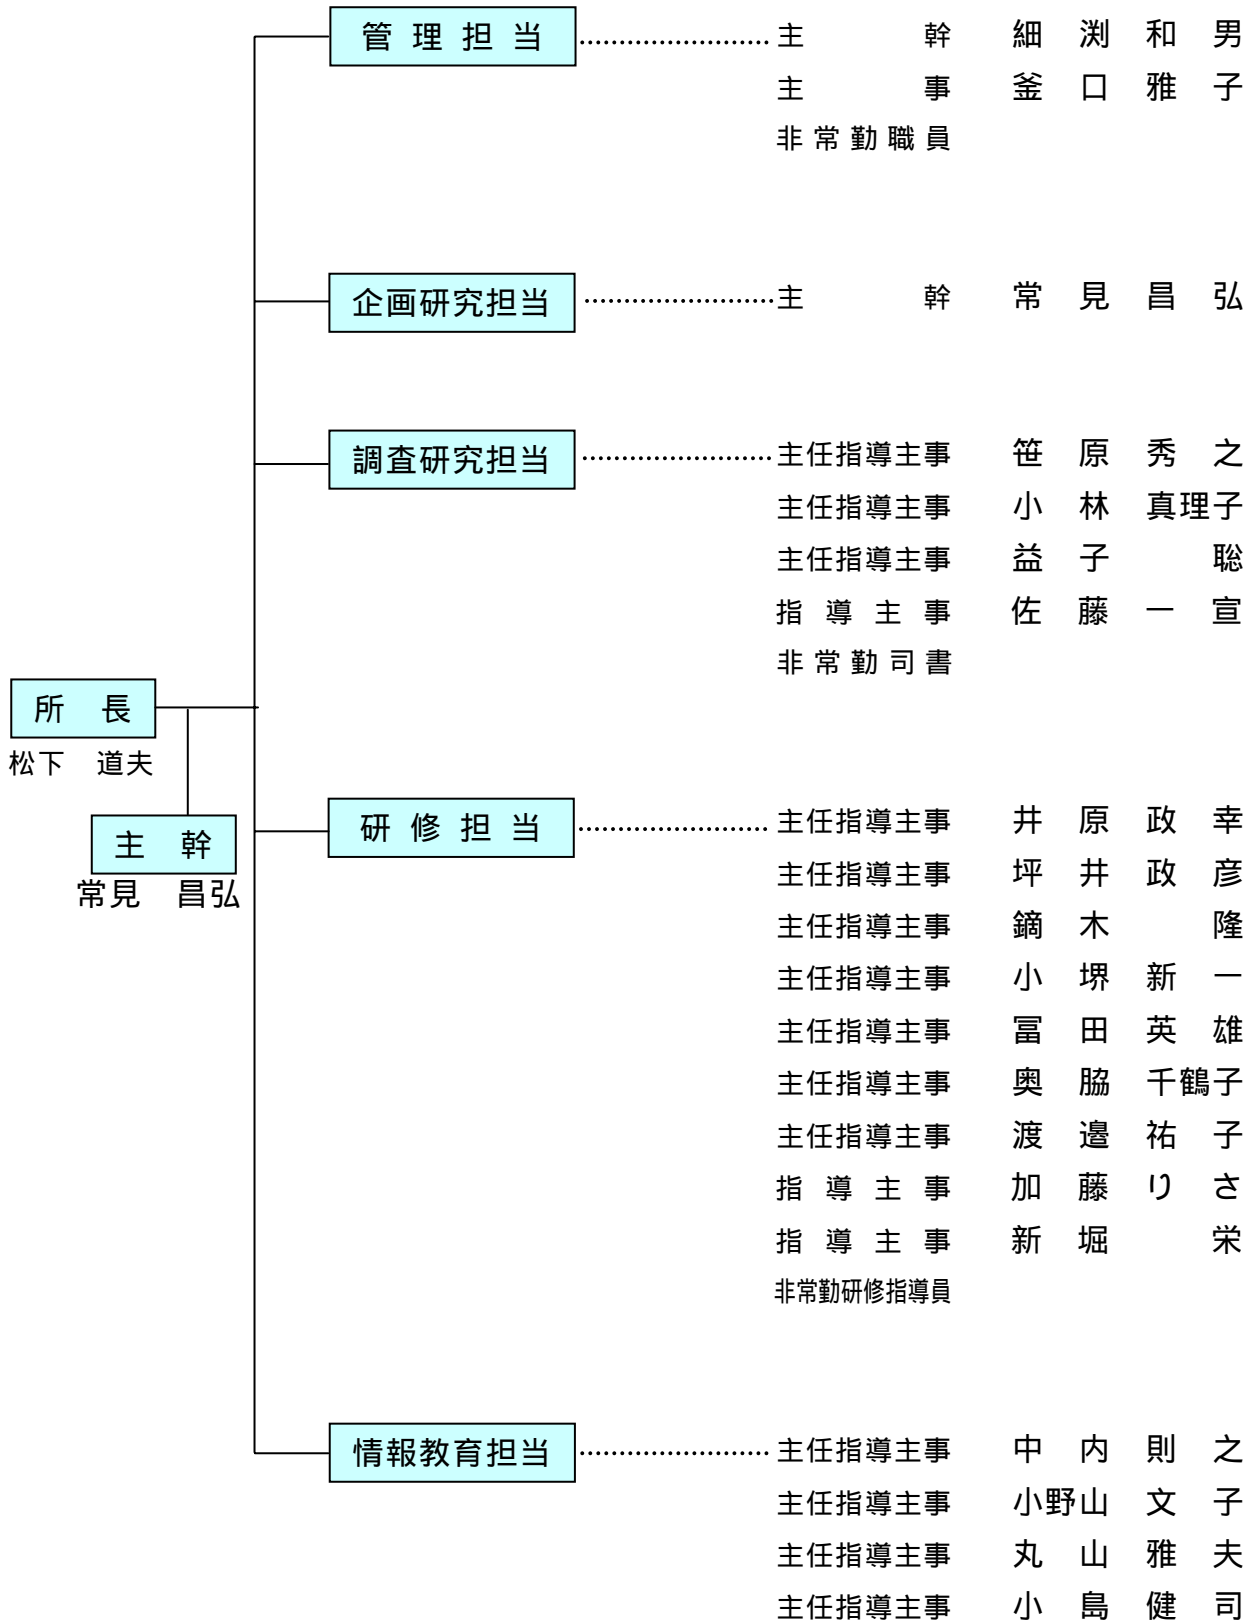 管理担当 ……………………… 主幹 細渕和男
主事 釜口雅子
非常勤職員
企画研究担当 ……………………… 主幹 常見昌弘
調査研究担当 ……………………… 主任指導主事 笹原秀之
主任指導主事 小林真理子
主任指導主事 益子聡
指導主事 佐藤一宣
非常勤司書
所長
松下 道夫
主幹
常見 昌弘
研修担当 ……………………… 主任指導主事 井原政幸
主任指導主事 坪井政彦
主任指導主事 鏑木隆
主任指導主事 小堺新一
主任指導主事 冨田英雄
主任指導主事 奥脇千鶴子
主任指導主事 渡邉祐子
指導主事 加藤りさ
指導主事 新堀栄
非常勤研修指導員
情報教育担当 ……………………… 主任指導主事 中内則之
主任指導主事 小野山文子
主任指導主事 丸山雅夫
主任指導主事 小島健司